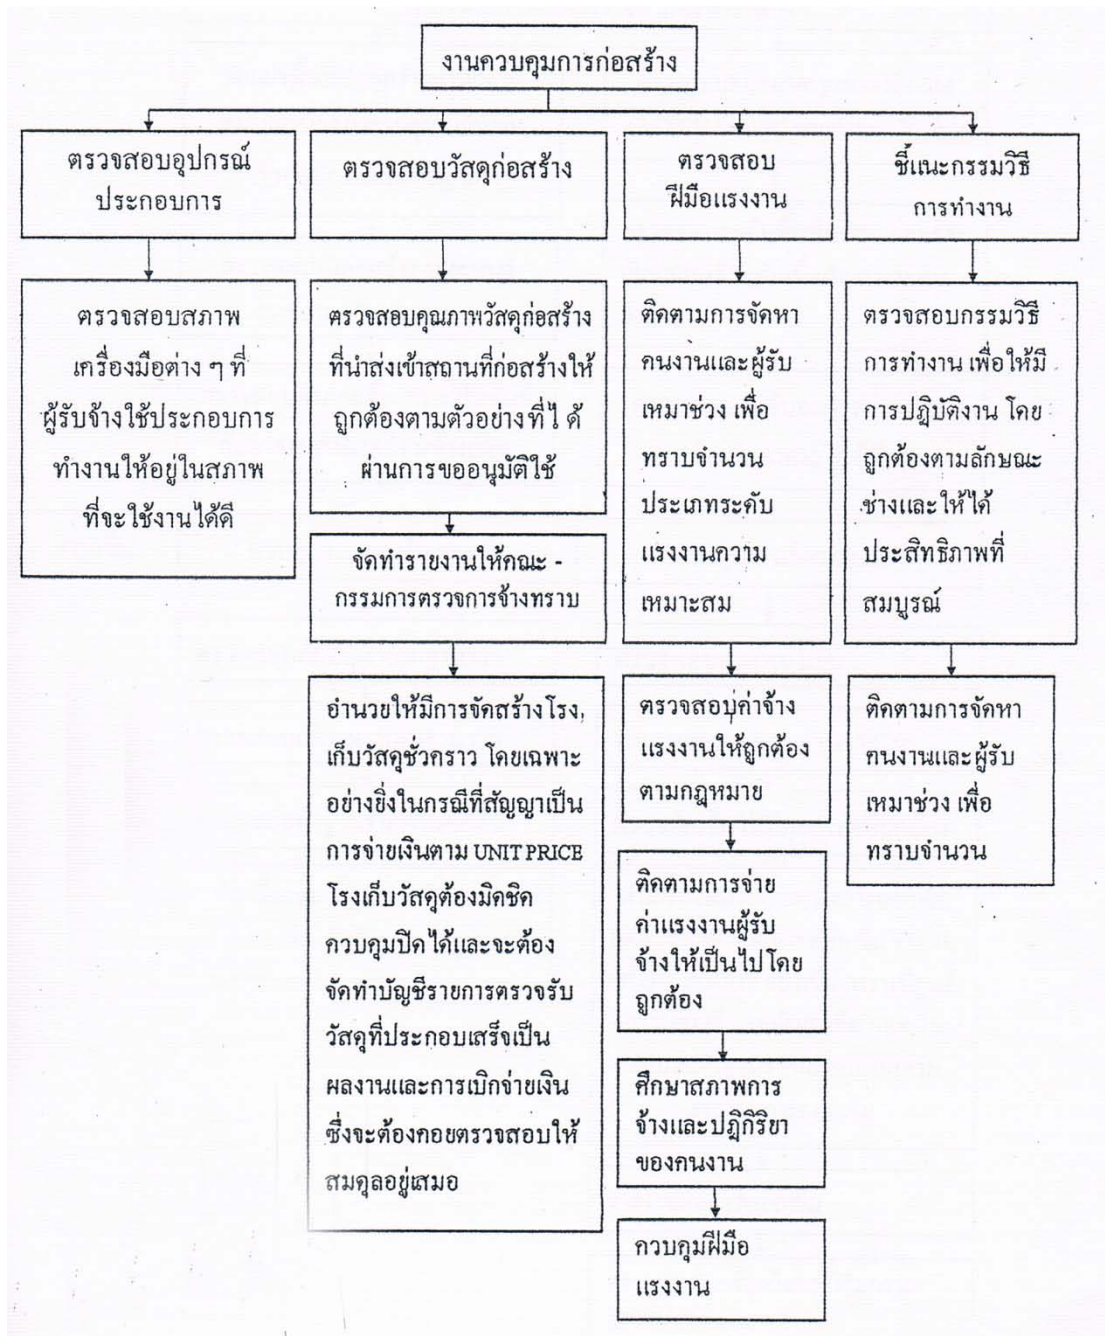 งานควบคุมการก่อสร้าง
ตรวจสอบอุปกรณ์
ประกอบการ
ตรวจสอบวัสดุก่อสร้าง
ตรวจสอบ
ฝีมือแรงงาน
ชี้แนะกรรมวิธี
การทำงาน
ตรวจสอบสภาพ
เครื่องมือต่าง ๆ ที่
ผู้รับจ้างใช้ประกอบการ
ทำงานให้อยู่ในสภาพ
ที่จะใช้งานได้ดี
ตรวจสอบคุณภาพวัสดุก่อสร้าง
ที่นำส่งเข้าสถานที่ก่อสร้างให้
ถูกต้องตามตัวอย่างที่ไ ด้
ผ่านการขออนุมัติใช้
จัดทำรายงานให้คณะ -
กรรมการตรวจการจ้างทราบ
อำนวยให้มีการจัดสร้างโรง
เก็บวัสดุชั่วคราว โดยเฉพาะ
อย่างยิ่งในกรณีที่สัญญาเป็น
การจ่ายเงินตาม UNIT PRICE
โรงเก็บวัสดุต้องมิดชิด
ควบคุมปิดได้และจะต้อง
จัดทำบัญชีรายการตรวจรับ
วัสดุที่ประกอบเสร็จเป็น
ผลงานและการเบิกจ่ายเงิน
ซึ่งจะต้องคอยตรวจสอบให้
สมดุลอยู่เสมอ
ติดตามการจัดหา
คนงานและผู้รับ
เหมาช่วง เพื่อ
ทราบจำนวน
ประเภทระดับ
แรงงานความ
เหมาะสม
ตรวจสอบค่าจ้าง
แรงงานให้ถูกต้อง
ตามกฎหมาย
ติดตามการจ่าย
ค่าแรงงานผู้รับ
จ้างให้เป็นไปโดย
ถูกต้อง
ศึกษาสภาพการ
จ้างและปฏิกิริยา
ของคนงาน
ควบคุมฝีมือ
แรงงาน
ตรวจสอบกรรมวิธี
การทำงาน เพื่อให้มี
การปฏิบัติงาน โดย
ถูกต้องตามลักษณะ
ช่างและให้ได้
ประสิทธิภาพที่
สมบูรณ์
ติดตามการจัดหา
คนงานและผู้รับ
เหมาช่วง เพื่อ
ทราบจำนวน